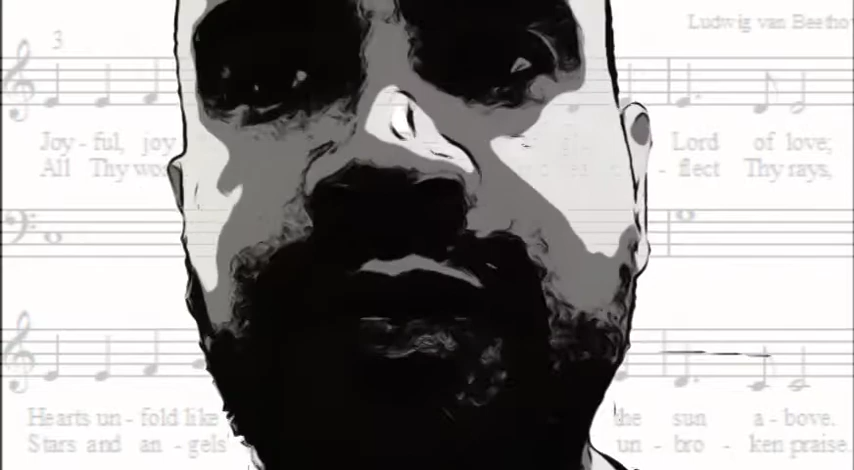 Ludwig van Beetho
3
Joy - ful, joy Lord of love;
All Thy wor - flect Thy rays,
Hearts un - fold like the sun a - bove.
Stars and an - gels un - bro - ken praise.